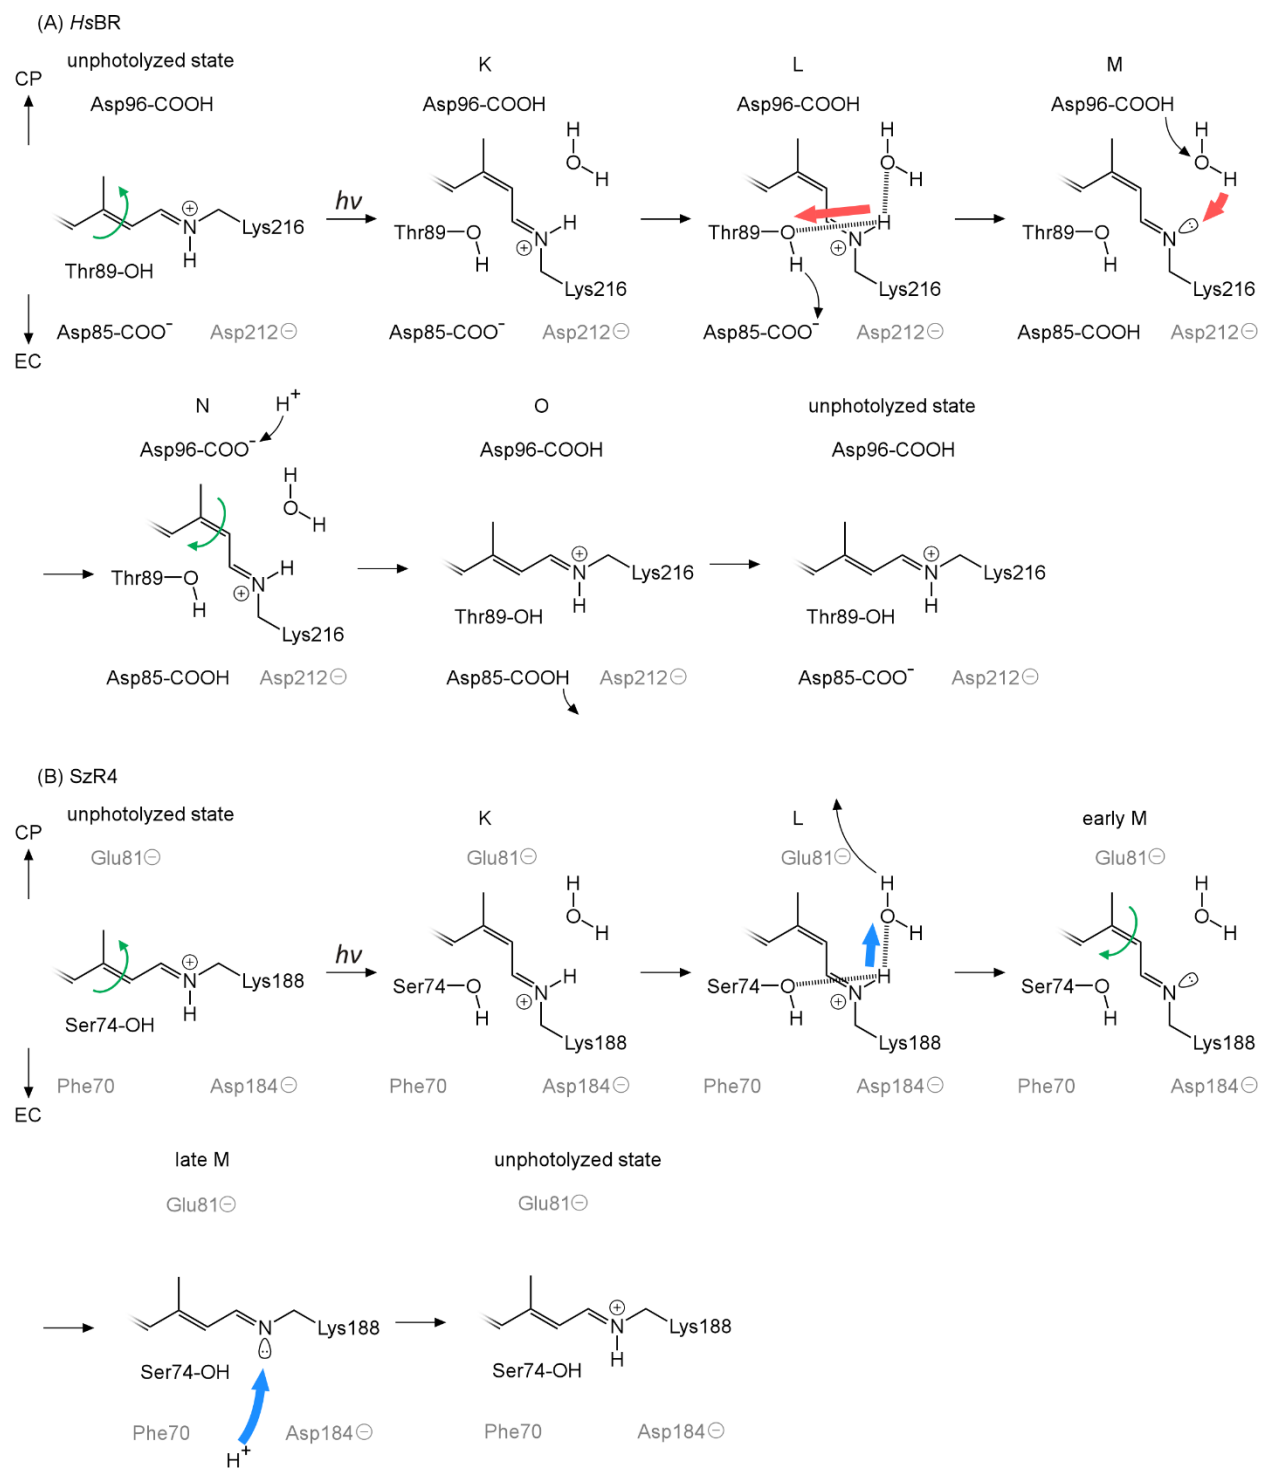 (A) HsBR
unphotolyzed state K L M
CP
Asp96-COOH Asp96-COOH Asp96-COOH Asp96-COOH
H H H H
O O O O
H H H H
⊕ N H Lys216
hν
Thr89-O H N ⊕ H
Thr89-O H N ⊕ H
Thr89-O H N :
Thr89-OH
Lys216 Lys216 Lys216
Asp85-COO⁻ Asp212⊖ Asp85-COO⁻ Asp212⊖ Asp85-COO⁻ Asp212⊖ Asp85-COOH Asp212⊖
EC
N O unphotolyzed state
H⁺
Asp96-COO⁻ Asp96-COOH Asp96-COOH
H
O
H
Thr89-O H N ⊕ H
Lys216
⊕ N H Lys216
⊕ N H Lys216
Thr89-OH Thr89-OH
Asp85-COOH Asp212⊖ Asp85-COOH Asp212⊖ Asp85-COO⁻ Asp212⊖
(B) SzR4
unphotolyzed state K L early M
CP
Glu81⊖ Glu81⊖ Glu81⊖ Glu81⊖
H H H
O O O
H H H
⊕ N H Lys188
hν
Ser74-O H N ⊕ H
Ser74-O H N ⊕ H
Ser74-O H N :
Ser74-OH
Lys188 Lys188 Lys188
Phe70 Asp184⊖ Phe70 Asp184⊖ Phe70 Asp184⊖ Phe70 Asp184⊖
EC
late M unphotolyzed state
Glu81⊖ Glu81⊖
N : Lys188
⊕ N H Lys188
Ser74-OH Ser74-OH
Phe70 Asp184⊖ Phe70 Asp184⊖
H⁺